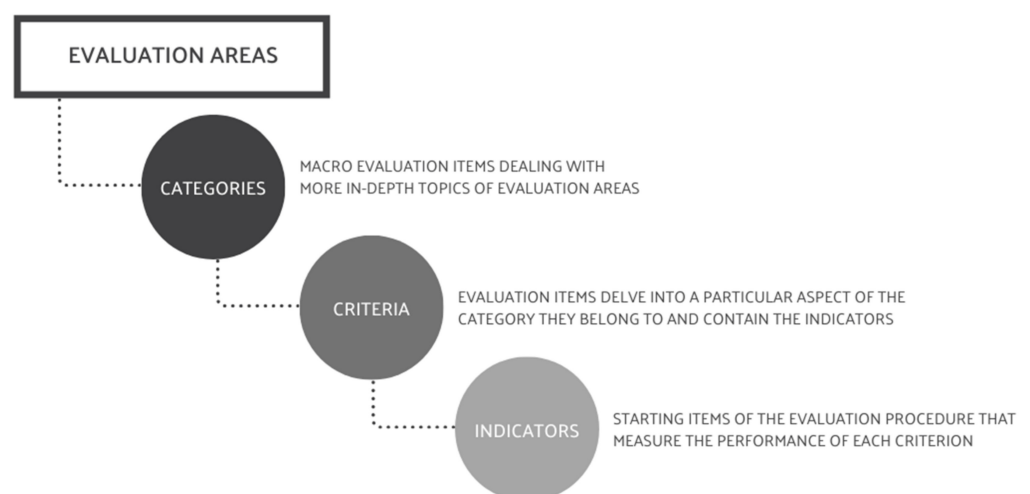 EVALUATION AREAS
CATEGORIES
MACRO EVALUATION ITEMS DEALING WITH
MORE IN-DEPTH TOPICS OF EVALUATION AREAS
CRITERIA
EVALUATION ITEMS DELVE INTO A PARTICULAR ASPECT OF THE
CATEGORY THEY BELONG TO AND CONTAIN THE INDICATORS
INDICATORS
STARTING ITEMS OF THE EVALUATION PROCEDURE THAT
MEASURE THE PERFORMANCE OF EACH CRITERION